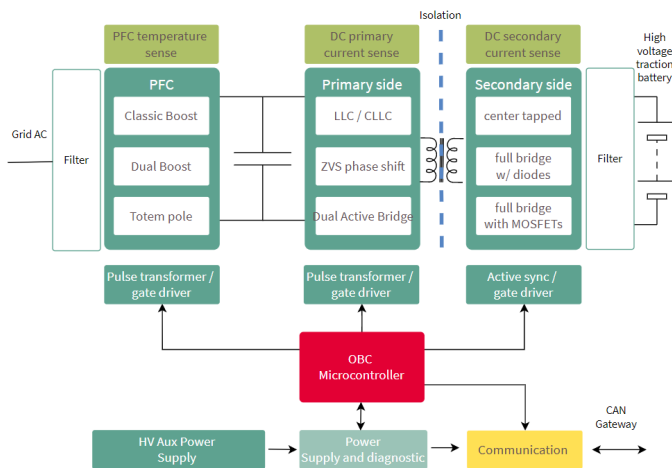 Isolation
PFC temperature
sense
DC primary
current sense
DC secondary
current sense
High
voltage
traction
battery
PFC
Primary side
Secondary side
Classic Boost
LLC / CLLC
center tapped
Grid AC
Filter
Dual Boost
ZVS phase shift
full bridge
w/ diodes
Filter
Totem pole
Dual Active Bridge
full bridge
with MOSFETs
Pulse transformer /
gate driver
Pulse transformer /
gate driver
Active sync /
gate driver
OBC
Microcontroller
CAN
Gateway
HV Aux Power
Supply
Power
Supply and diagnostic
Communication